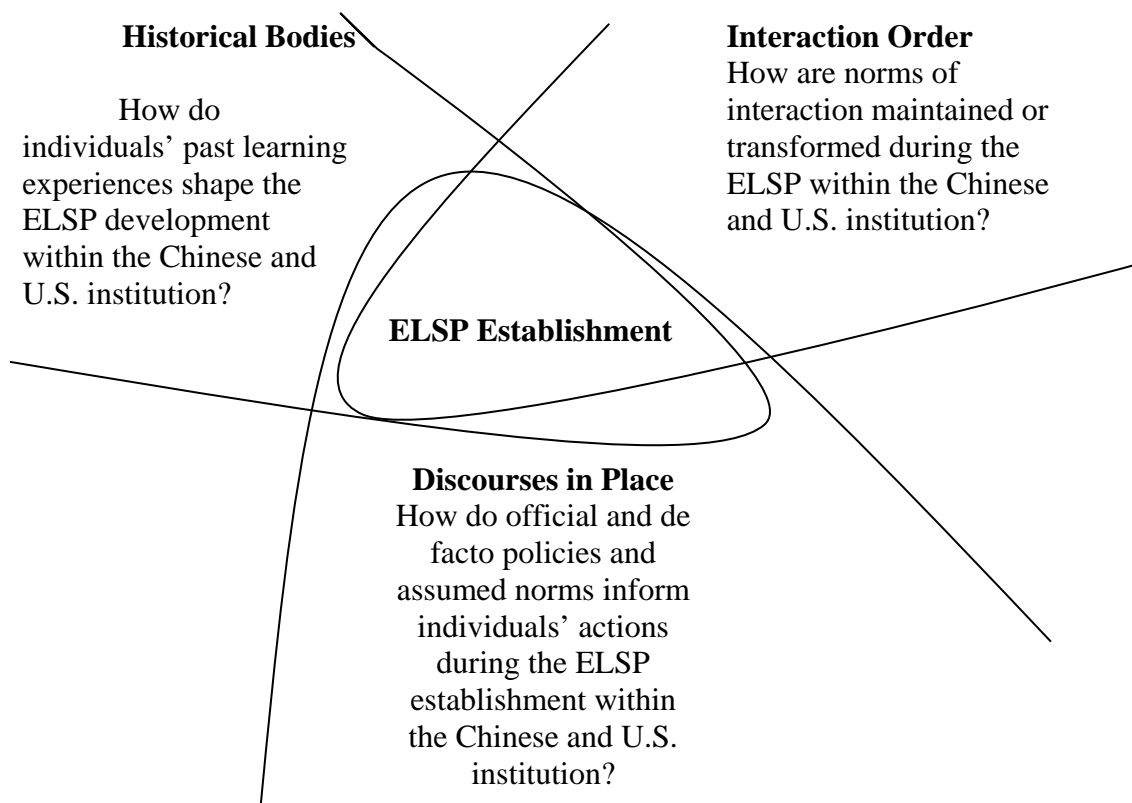 Historical Bodies
How do
individuals’ past learning
experiences shape the
ELSP development
within the Chinese and
U.S. institution?
Interaction Order
How are norms of
interaction maintained or
transformed during the
ELSP within the Chinese
and U.S. institution?
ELSP Establishment
Discourses in Place
How do official and de
facto policies and
assumed norms inform
individuals’ actions
during the ELSP
establishment within
the Chinese and U.S.
institution?